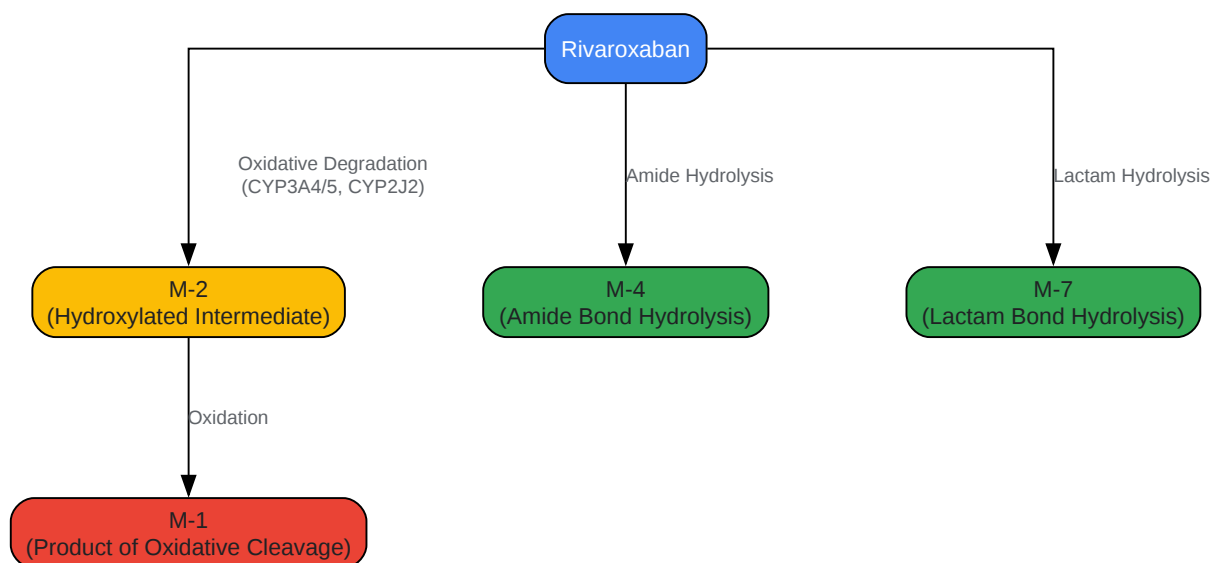 Rivaroxaban
Oxidative Degradation
(CYP3A4/5, CYP2J2)
Amide Hydrolysis
Lactam Hydrolysis
M-2
(Hydroxylated Intermediate)
M-4
(Amide Bond Hydrolysis)
M-7
(Lactam Bond Hydrolysis)
Oxidation
M-1
(Product of Oxidative Cleavage)